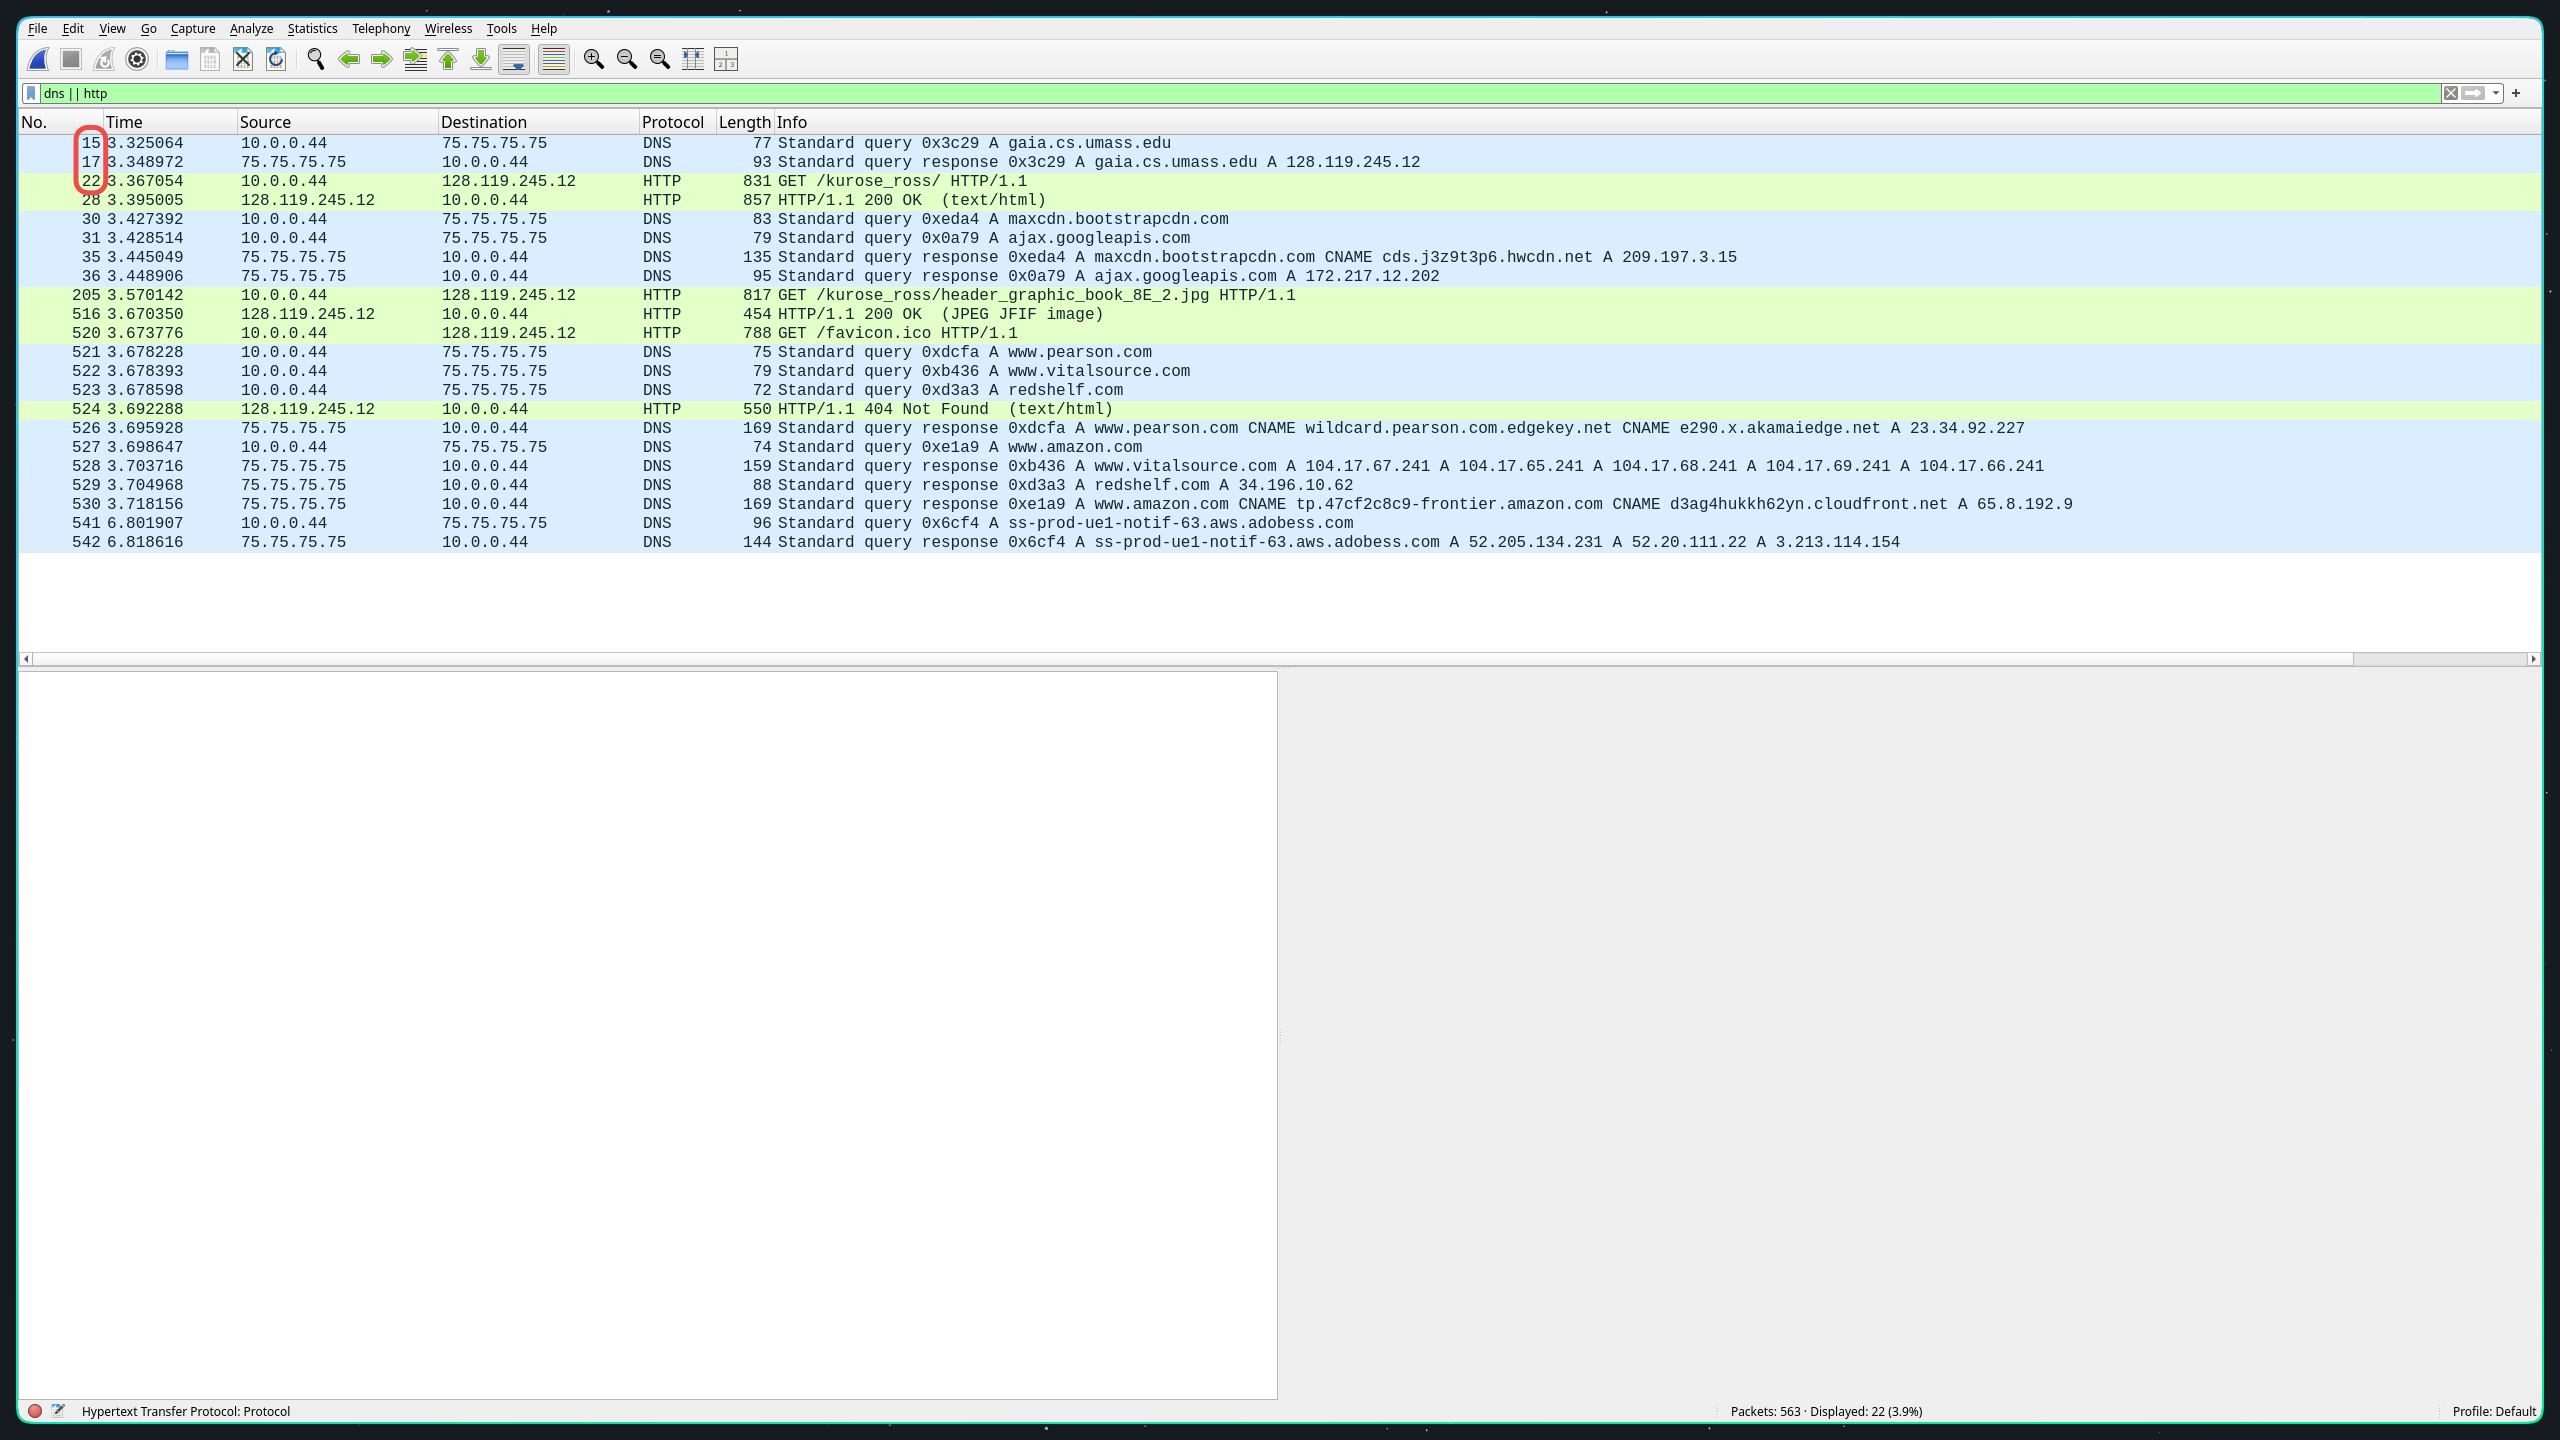 File Edit View Go Capture Analyze Statistics Telephony Wireless Tools Help
dns || http
No. Time Source Destination Protocol Length Info
15 3.325064 10.0.0.44 75.75.75.75 DNS 77 Standard query 0x3c29 A gaia.cs.umass.edu
17 3.348972 75.75.75.75 10.0.0.44 DNS 93 Standard query response 0x3c29 A gaia.cs.umass.edu A 128.119.245.12
22 3.367054 10.0.0.44 128.119.245.12 HTTP 831 GET /kurose_ross/ HTTP/1.1
28 3.395005 128.119.245.12 10.0.0.44 HTTP 857 HTTP/1.1 200 OK  (text/html)
30 3.427392 10.0.0.44 75.75.75.75 DNS 83 Standard query 0xeda4 A maxcdn.bootstrapcdn.com
31 3.428514 10.0.0.44 75.75.75.75 DNS 79 Standard query 0x0a79 A ajax.googleapis.com
35 3.445049 75.75.75.75 10.0.0.44 DNS 135 Standard query response 0xeda4 A maxcdn.bootstrapcdn.com CNAME cds.j3z9t3p6.hwcdn.net A 209.197.3.15
36 3.448906 75.75.75.75 10.0.0.44 DNS 95 Standard query response 0x0a79 A ajax.googleapis.com A 172.217.12.202
205 3.570142 10.0.0.44 128.119.245.12 HTTP 817 GET /kurose_ross/header_graphic_book_8E_2.jpg HTTP/1.1
516 3.670350 128.119.245.12 10.0.0.44 HTTP 454 HTTP/1.1 200 OK  (JPEG JFIF image)
520 3.673776 10.0.0.44 128.119.245.12 HTTP 788 GET /favicon.ico HTTP/1.1
521 3.678228 10.0.0.44 75.75.75.75 DNS 75 Standard query 0xdcfa A www.pearson.com
522 3.678393 10.0.0.44 75.75.75.75 DNS 79 Standard query 0xb436 A www.vitalsource.com
523 3.678598 10.0.0.44 75.75.75.75 DNS 72 Standard query 0xd3a3 A redshelf.com
524 3.692288 128.119.245.12 10.0.0.44 HTTP 550 HTTP/1.1 404 Not Found  (text/html)
526 3.695928 75.75.75.75 10.0.0.44 DNS 169 Standard query response 0xdcfa A www.pearson.com CNAME wildcard.pearson.com.edgekey.net CNAME e290.x.akamaiedge.net A 23.34.92.227
527 3.698647 10.0.0.44 75.75.75.75 DNS 74 Standard query 0xe1a9 A www.amazon.com
528 3.703716 75.75.75.75 10.0.0.44 DNS 159 Standard query response 0xb436 A www.vitalsource.com A 104.17.67.241 A 104.17.65.241 A 104.17.68.241 A 104.17.69.241 A 104.17.66.241
529 3.704968 75.75.75.75 10.0.0.44 DNS 88 Standard query response 0xd3a3 A redshelf.com A 34.196.10.62
530 3.718156 75.75.75.75 10.0.0.44 DNS 169 Standard query response 0xe1a9 A www.amazon.com CNAME tp.47cf2c8c9-frontier.amazon.com CNAME d3ag4hukkh62yn.cloudfront.net A 65.8.192.9
541 6.801907 10.0.0.44 75.75.75.75 DNS 96 Standard query 0x6cf4 A ss-prod-ue1-notif-63.aws.adobess.com
542 6.818616 75.75.75.75 10.0.0.44 DNS 144 Standard query response 0x6cf4 A ss-prod-ue1-notif-63.aws.adobess.com A 52.205.134.231 A 52.20.111.22 A 3.213.114.154
Hypertext Transfer Protocol: Protocol Packets: 563 · Displayed: 22 (3.9%) Profile: Default